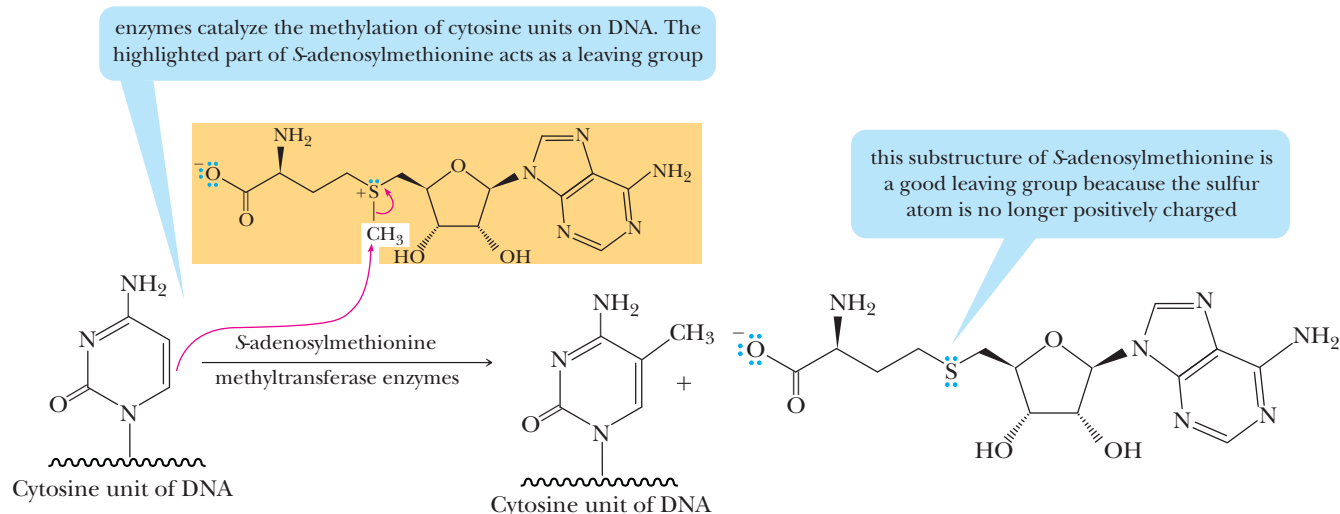 enzymes catalyze the methylation of cytosine units on DNA. The
highlighted part of S-adenosylmethionine acts as a leaving group
NH₂
N
N
−
O
O
S
+
CH₃
O
N
N
NH₂
N
N
HO
OH
this substructure of S-adenosylmethionine is
a good leaving group beacause the sulfur
atom is no longer positively charged
NH₂
N
O
N
Cytosine unit of DNA
S-adenosylmethionine
methyltransferase enzymes
NH₂
CH₃
N
O
N
Cytosine unit of DNA
+
NH₂
−
O
O
S
O
N
N
NH₂
N
N
HO
OH